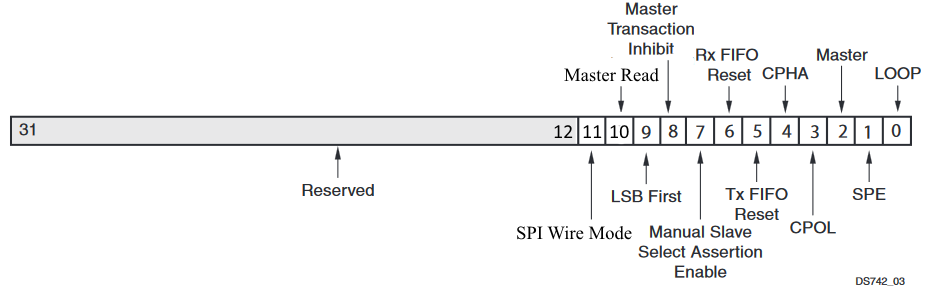 Master
Transaction
Inhibit
Rx FIFO
Reset
CPHA
Master
LOOP
Master Read
31
12 11 10 9 8 7 6 5 4 3 2 1 0
Reserved
SPI Wire Mode
LSB First
Manual Slave
Select Assertion
Enable
Tx FIFO
Reset
CPOL
SPE
DS742_03